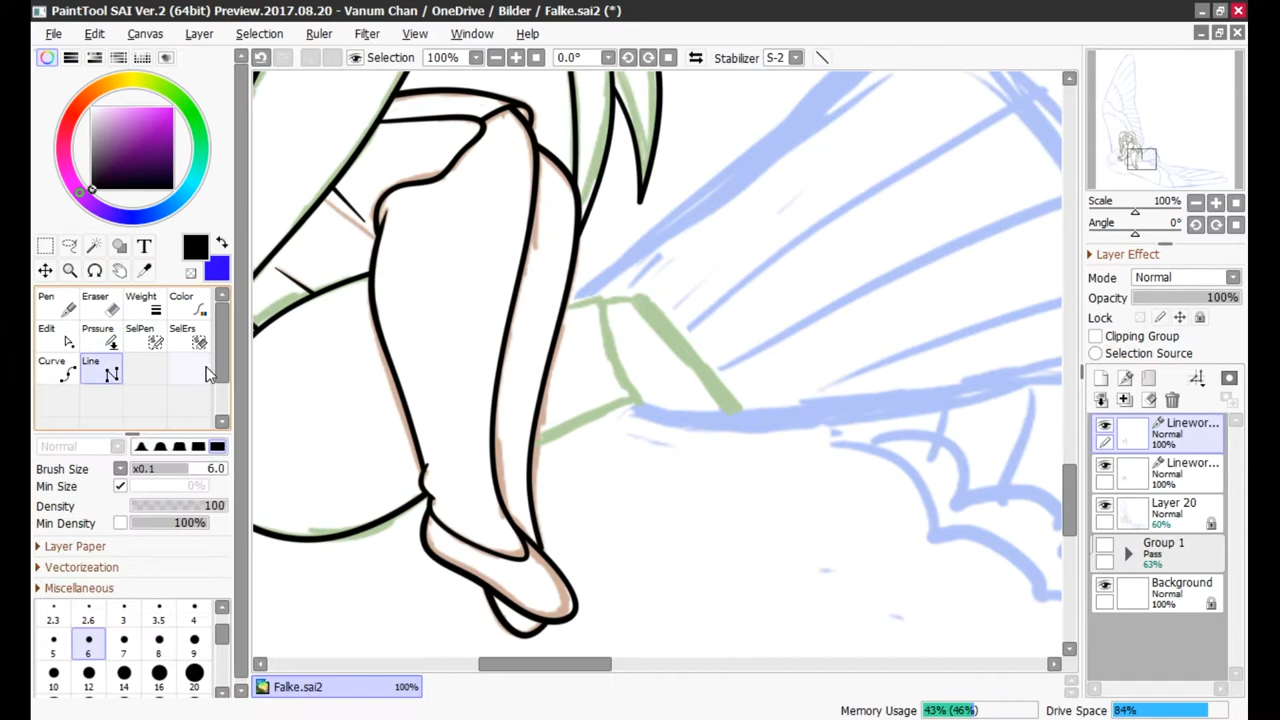 PaintTool SAI Ver.2 (64bit) Preview.2017.08.20 - Vanum Chan / OneDrive / Bilder / Falke.sai2 (*)
File Edit Canvas Layer Selection Ruler Filter View Window Help
Selection 100% 0.0° Stabilizer S-2
T
Pen Eraser Weight Color
Edit Prssure SelPen SelErs
Curve Line
Normal
Brush Size x0.1 6.0
Min Size 0%
Density 100
Min Density 100%
Layer Paper
Vectorization
Miscellaneous
2.3 2.6 3 3.5 4
5 6 7 8 9
10 12 14 16 20
Falke.sai2 100%
Scale 100%
Angle 0°
Layer Effect
Mode Normal
Opacity 100%
Lock
Clipping Group
Selection Source
Linewor...
Normal
100%
Linewor...
Normal
100%
Layer 20
Normal
60%
Group 1
Pass
63%
Background
Normal
100%
Memory Usage 43% (46%) Drive Space 84%